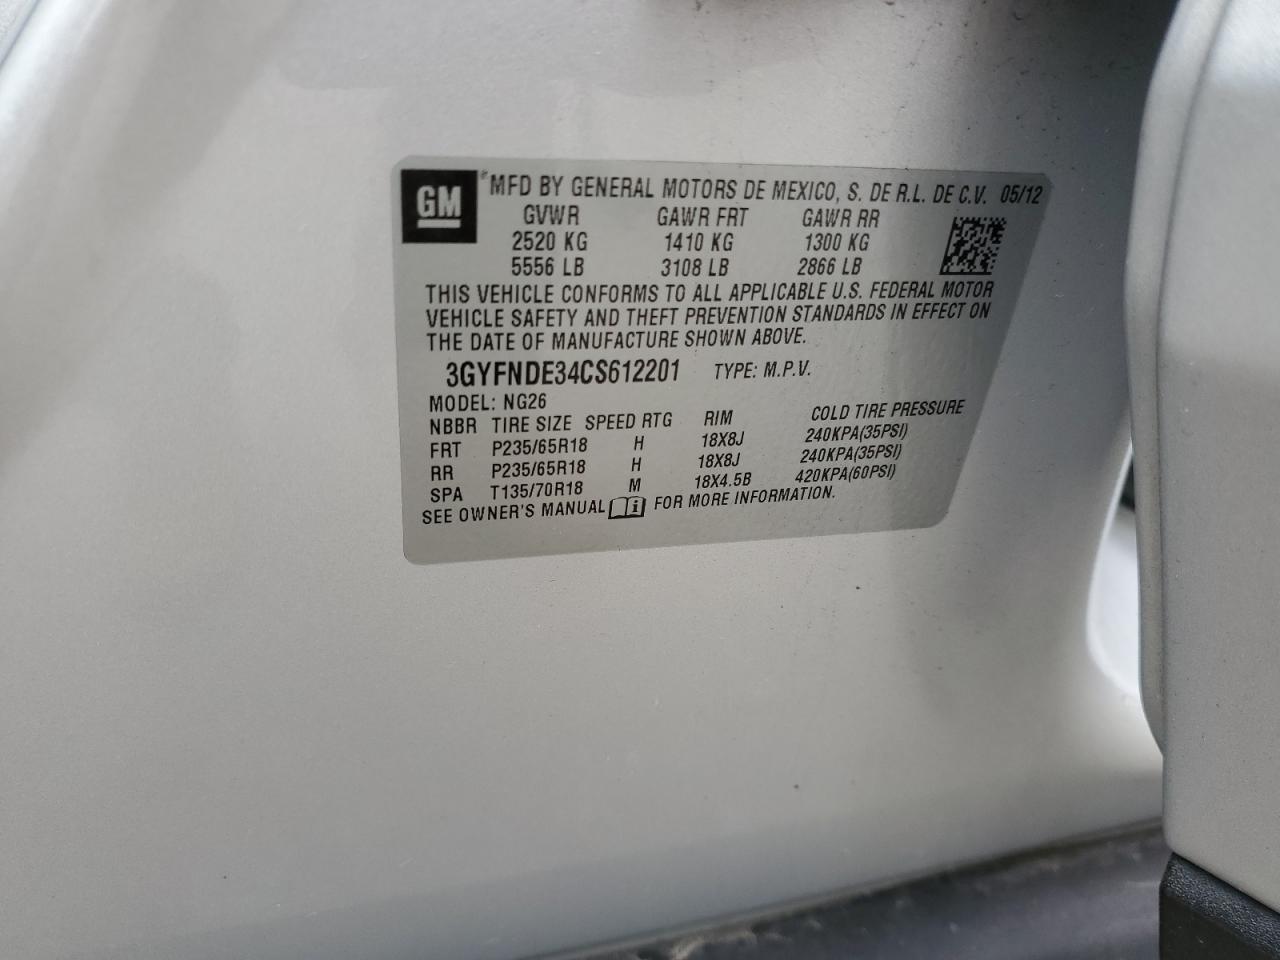 GM
MFD BY GENERAL MOTORS DE MEXICO, S. DE R.L. DE C.V. 05/12
GVWR GAWR FRT GAWR RR
2520 KG 1410 KG 1300 KG
5556 LB 3108 LB 2866 LB
THIS VEHICLE CONFORMS TO ALL APPLICABLE U.S. FEDERAL MOTOR
VEHICLE SAFETY AND THEFT PREVENTION STANDARDS IN EFFECT ON
THE DATE OF MANUFACTURE SHOWN ABOVE.
3GYFNDE34CS612201 TYPE: M.P.V.
MODEL: NG26
NBBR TIRE SIZE SPEED RTG RIM COLD TIRE PRESSURE
FRT P235/65R18 H 18X8J 240KPA(35PSI)
RR P235/65R18 H 18X8J 240KPA(35PSI)
SPA T135/70R18 M 18X4.5B 420KPA(60PSI)
SEE OWNER'S MANUAL i FOR MORE INFORMATION.